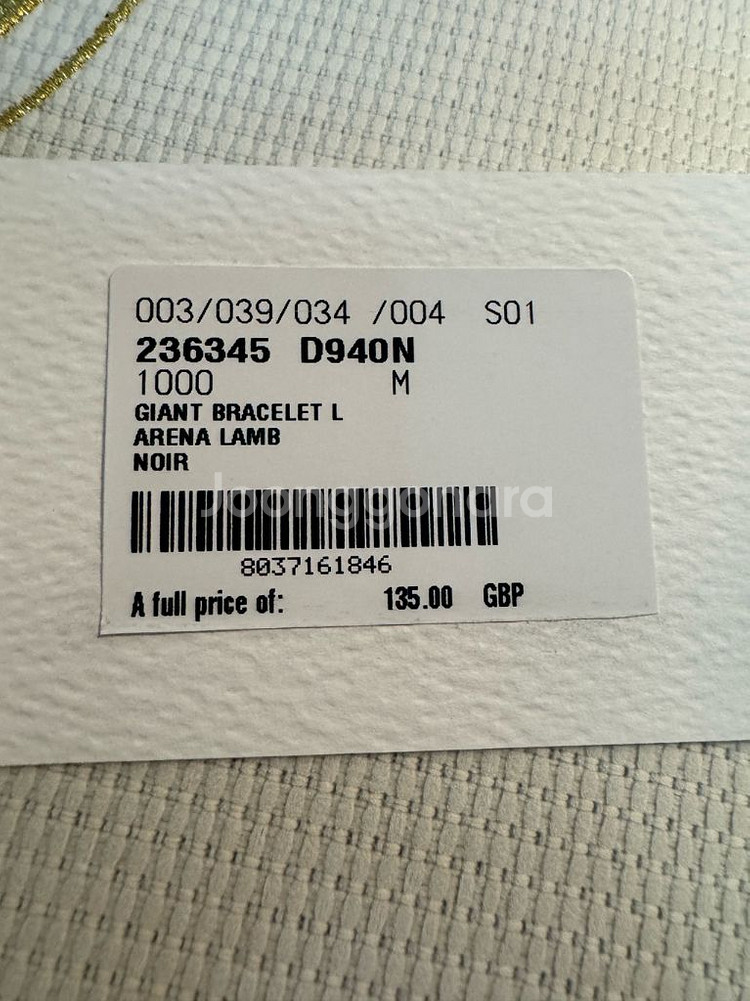 003/039/034 /004 S01
236345 D940N
1000 M
GIANT BRACELET L
ARENA LAMB
NOIR
Joonggonara
8037161846
A full price of: 135.00 GBP